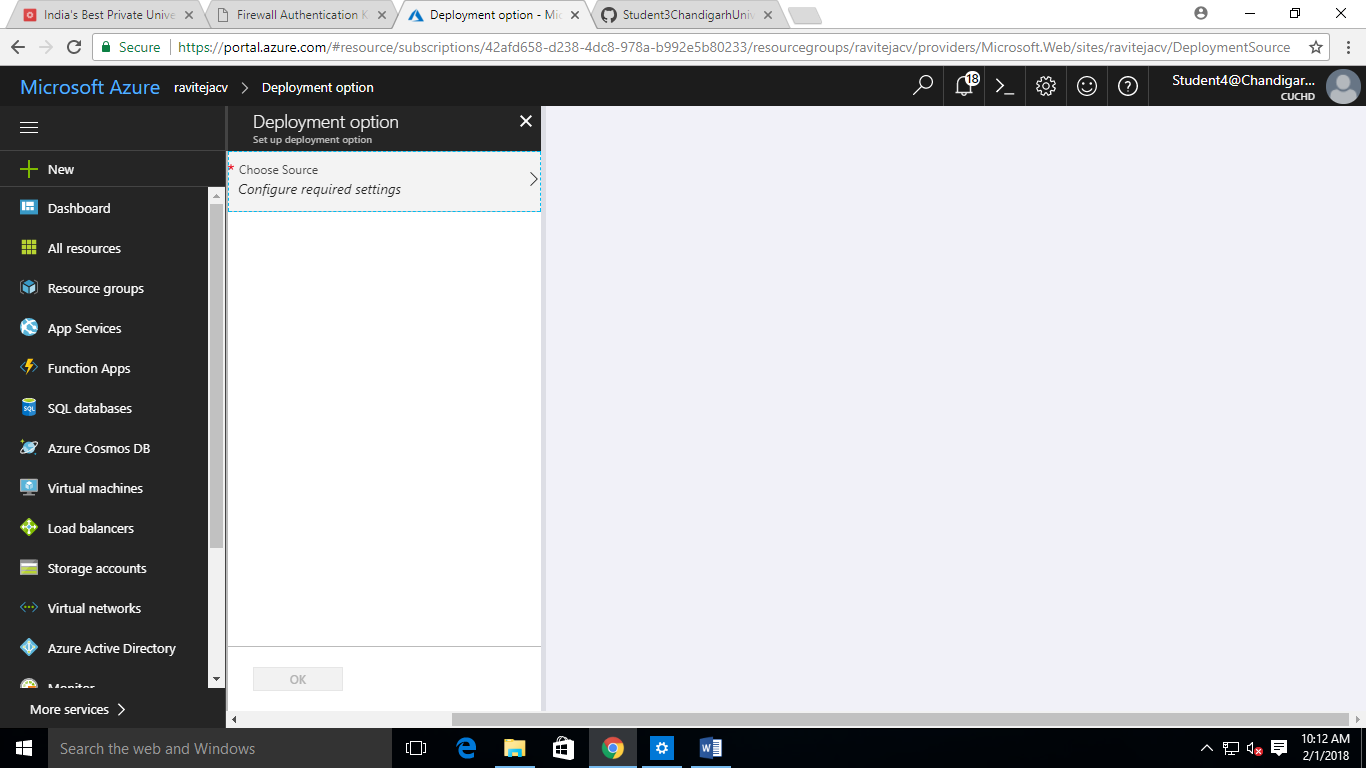 India's Best Private Unive
Firewall Authentication K
Deployment option - Mic
Student3ChandigarhUniv
Secure
https://portal.azure.com/#resource/subscriptions/42afd658-d238-4dc8-978a-b992e5b80233/resourcegroups/ravitejacv/providers/Microsoft.Web/sites/ravitejacv/DeploymentSource
Microsoft Azure ravitejacv > Deployment option
18
Student4@Chandigar...
CUCHD
Deployment option
Set up deployment option
* Choose Source
Configure required settings
OK
New
Dashboard
All resources
Resource groups
App Services
Function Apps
SQL databases
Azure Cosmos DB
Virtual machines
Load balancers
Storage accounts
Virtual networks
Azure Active Directory
Monitor
More services
Search the web and Windows
10:12 AM
2/1/2018